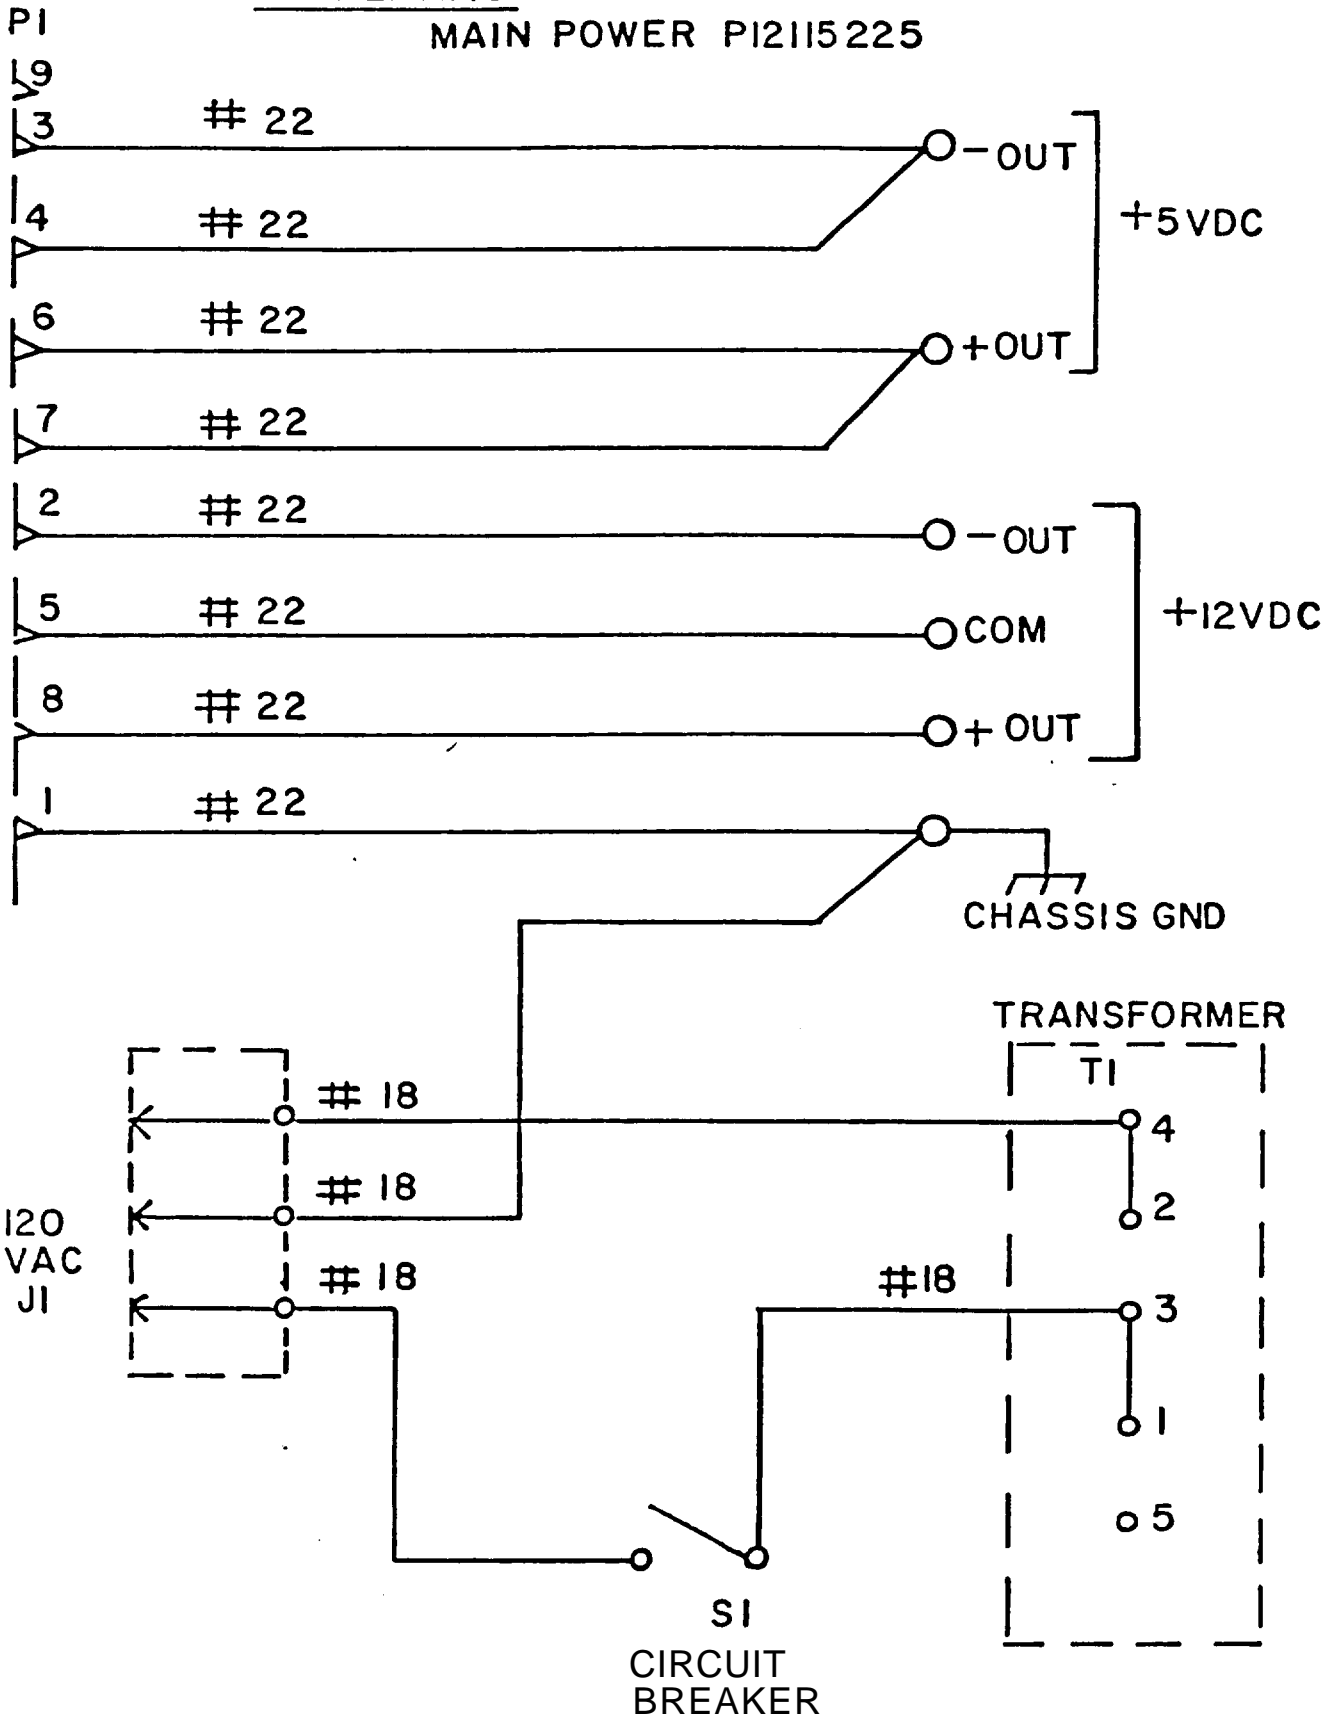 P1
MAIN POWER P12115225
9
3 # 22 -OUT
4 # 22
+5VDC
6 # 22 +OUT
7 # 22
2 # 22 -OUT
5 # 22 COM
+12VDC
8 # 22 + OUT
1 # 22
CHASSIS GND
TRANSFORMER
T1
# 18 4
# 18 2
120
VAC
J1
# 18 #18 3
1
5
S1
CIRCUIT
BREAKER